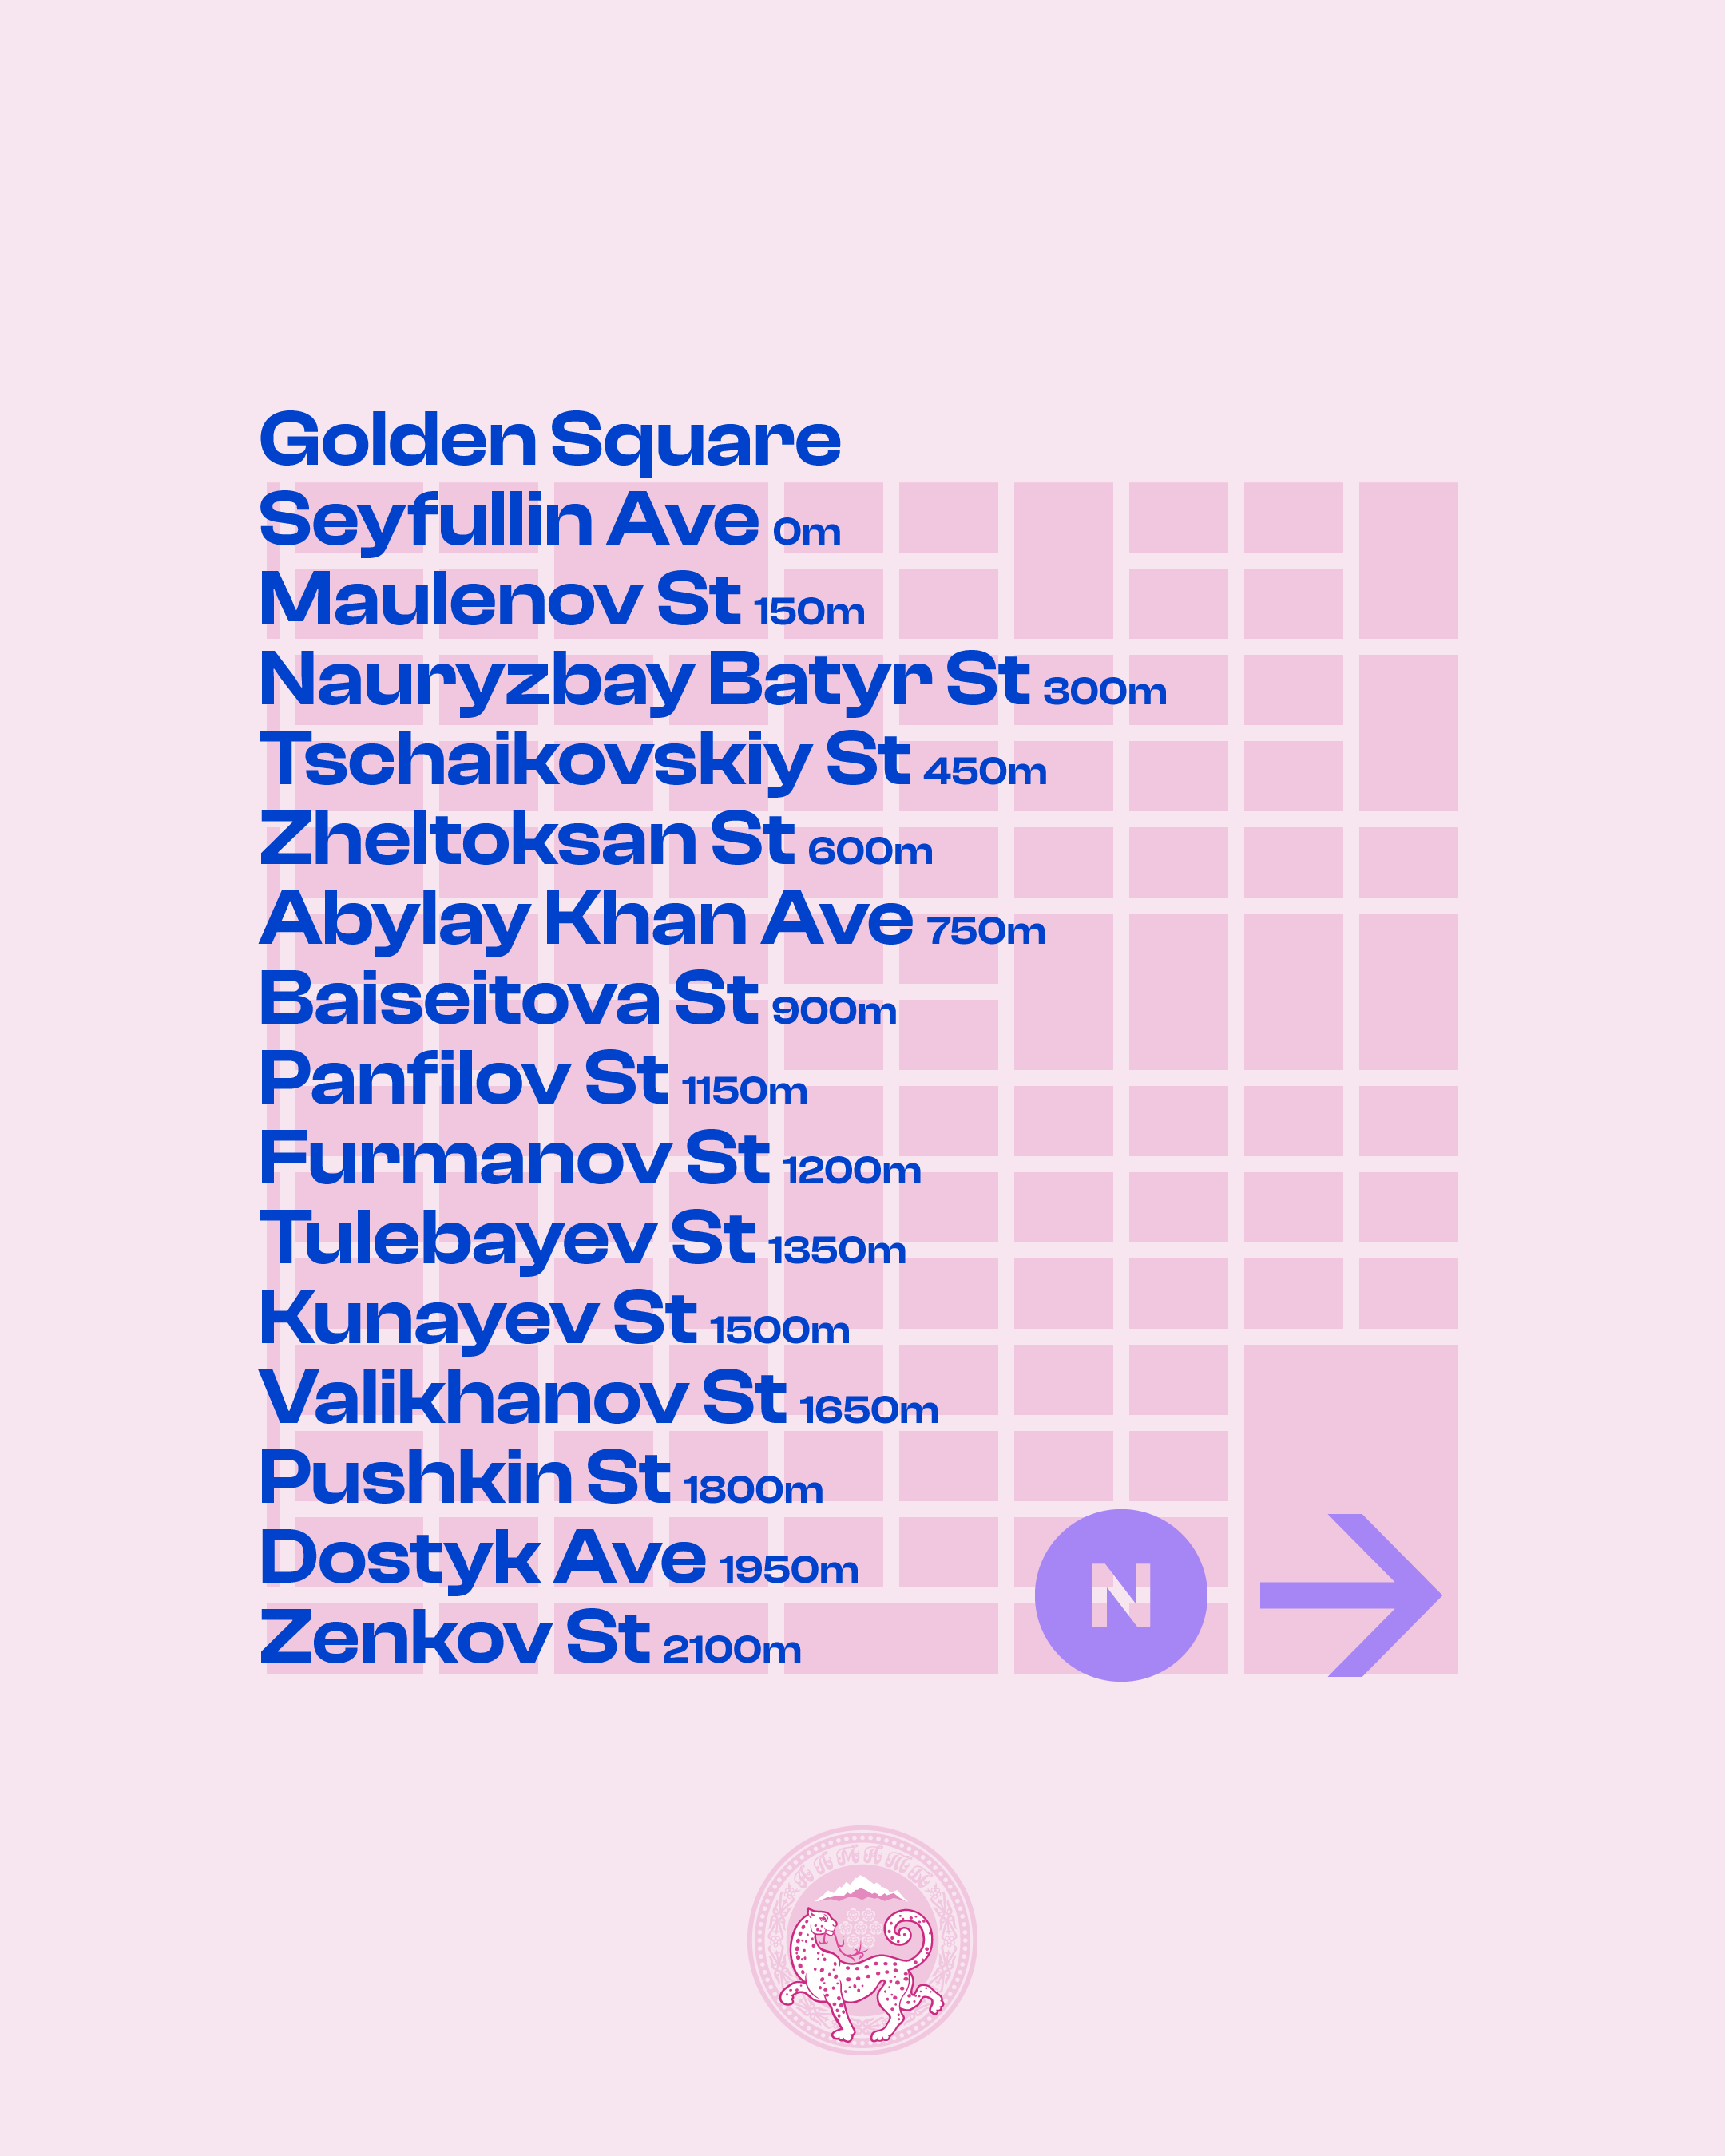 Golden Square
Seyfullin Ave 0m
Maulenov St 150m
Nauryzbay Batyr St 300m
Tschaikovskiy St 450m
Zheltoksan St 600m
Abylay Khan Ave 750m
Baiseitova St 900m
Panfilov St 1150m
Furmanov St 1200m
Tulebayev St 1350m
Kunayev St 1500m
Valikhanov St 1650m
Pushkin St 1800m
Dostyk Ave 1950m
N
Zenkov St 2100m